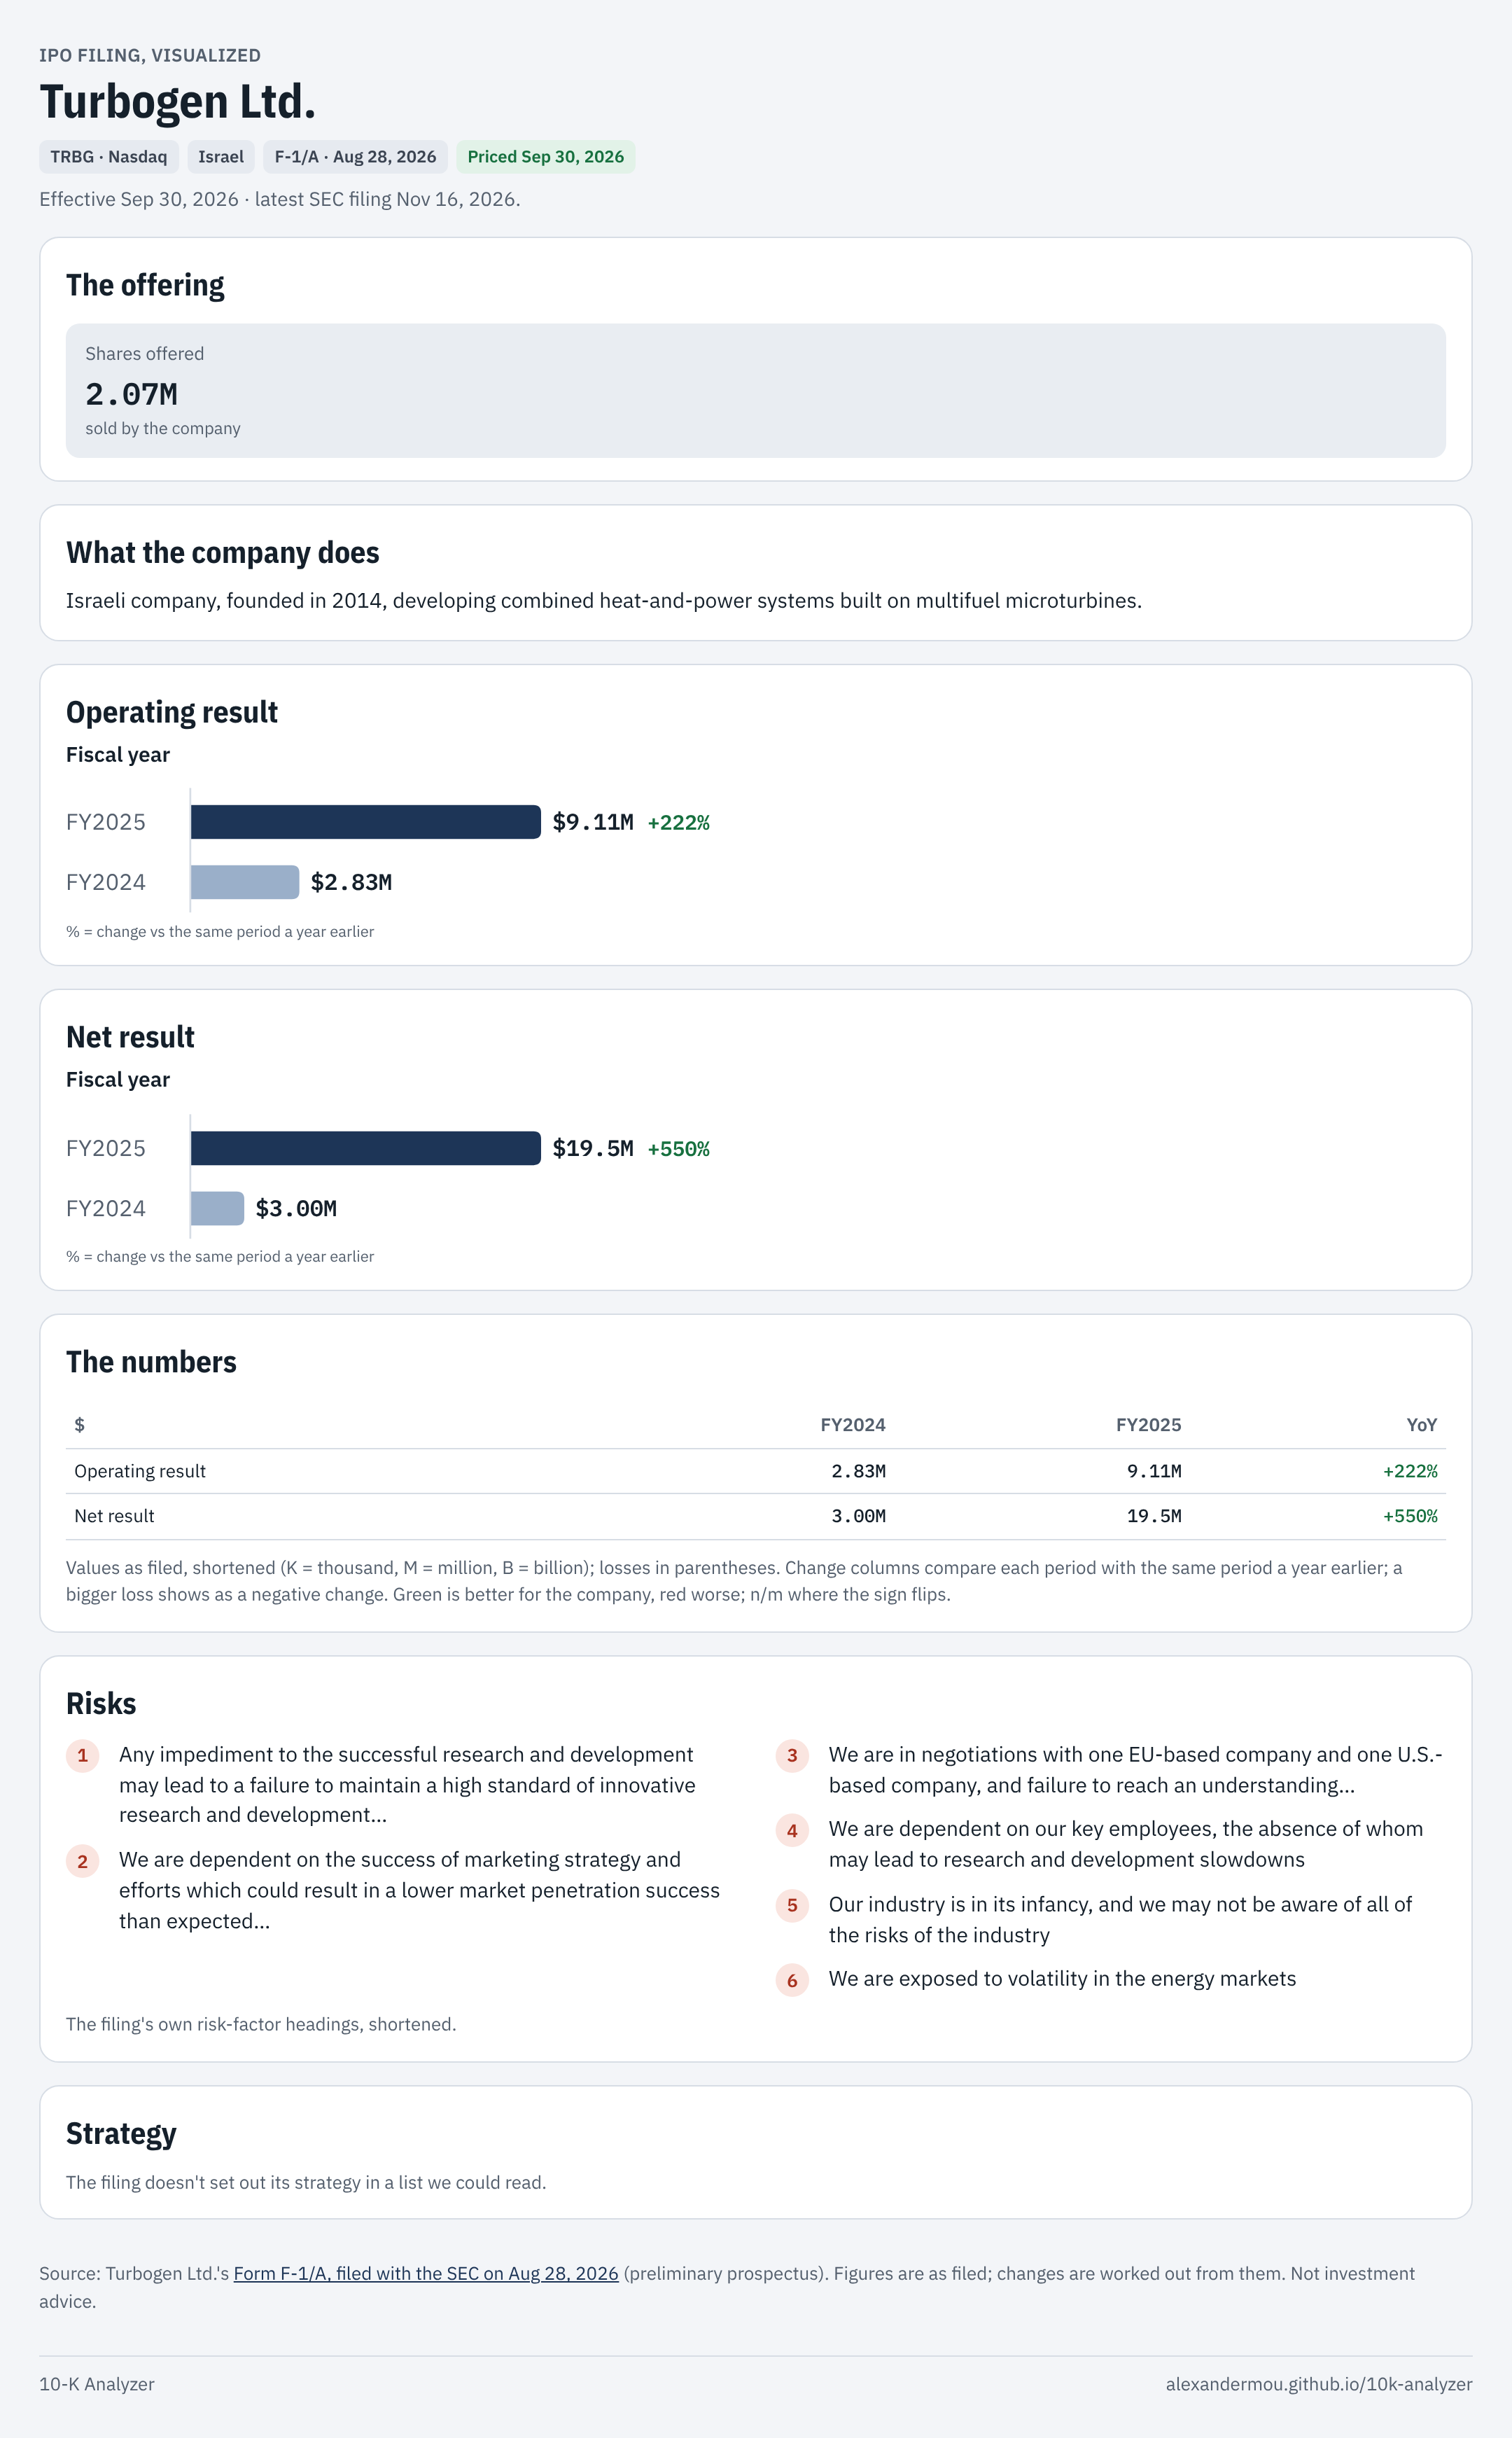 IPO FILING, VISUALIZED
Turbogen Ltd.
TRBG · Nasdaq
Israel
F-1/A · Aug 28, 2026
Priced Sep 30, 2026
Effective Sep 30, 2026 · latest SEC filing Nov 16, 2026.
The offering
Shares offered
2.07M
sold by the company
What the company does
Israeli company, founded in 2014, developing combined heat-and-power systems built on multifuel microturbines.
Operating result
Fiscal year
FY2025 $9.11M +222%
FY2024 $2.83M
% = change vs the same period a year earlier
Net result
Fiscal year
FY2025 $19.5M +550%
FY2024 $3.00M
% = change vs the same period a year earlier
The numbers
$ FY2024 FY2025 YoY
Operating result 2.83M 9.11M +222%
Net result 3.00M 19.5M +550%
Values as filed, shortened (K = thousand, M = million, B = billion); losses in parentheses. Change columns compare each period with the same period a year earlier; a
bigger loss shows as a negative change. Green is better for the company, red worse; n/m where the sign flips.
Risks
1 Any impediment to the successful research and development
may lead to a failure to maintain a high standard of innovative
research and development…
2 We are dependent on the success of marketing strategy and
efforts which could result in a lower market penetration success
than expected…
3 We are in negotiations with one EU-based company and one U.S.-
based company, and failure to reach an understanding…
4 We are dependent on our key employees, the absence of whom
may lead to research and development slowdowns
5 Our industry is in its infancy, and we may not be aware of all of
the risks of the industry
6 We are exposed to volatility in the energy markets
The filing's own risk-factor headings, shortened.
Strategy
The filing doesn't set out its strategy in a list we could read.
Source: Turbogen Ltd.'s Form F-1/A, filed with the SEC on Aug 28, 2026 (preliminary prospectus). Figures are as filed; changes are worked out from them. Not investment
advice.
10-K Analyzer
alexandermou.github.io/10k-analyzer